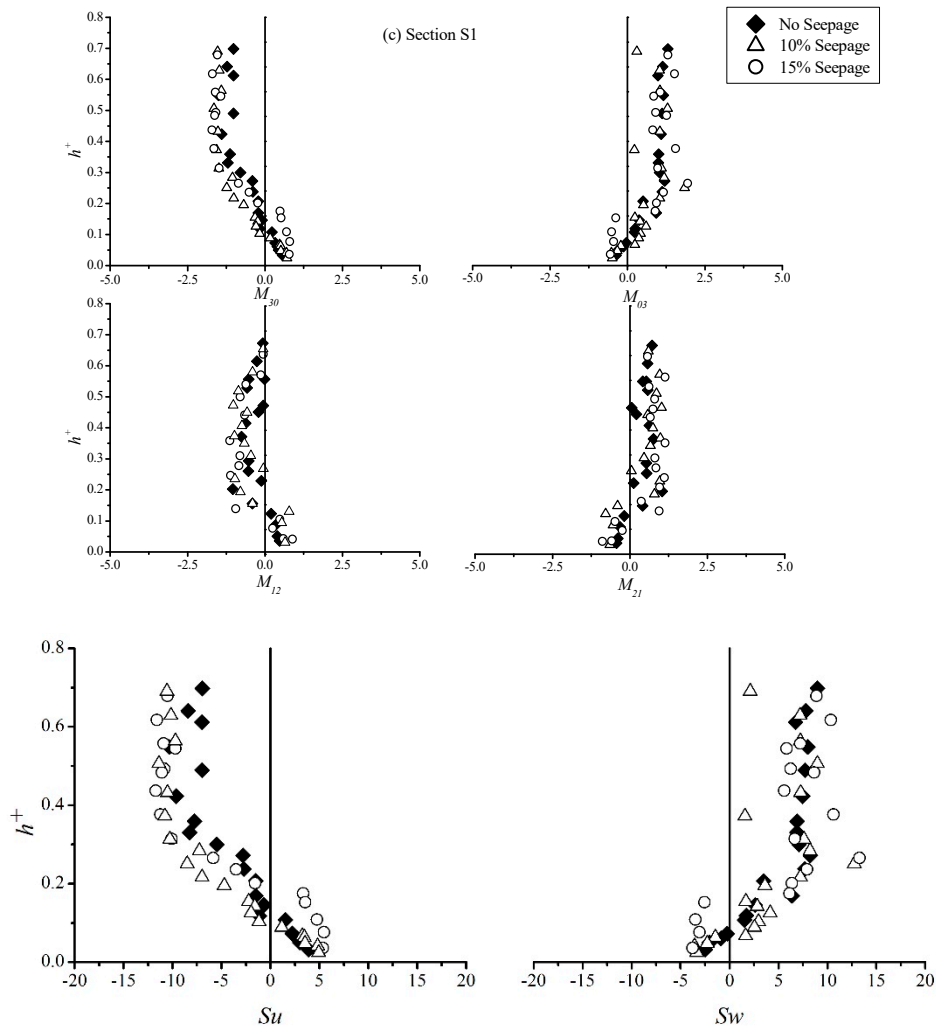 (c) Section S1
No Seepage
10% Seepage
15% Seepage
0.8
0.7
0.6
0.5
0.4
0.3
0.2
0.1
0.0
h+
-5.0 -2.5 0.0 2.5 5.0
M30
-5.0 -2.5 0.0 2.5 5.0
M03
0.8
0.7
0.6
0.5
0.4
0.3
0.2
0.1
0.0
h+
-5.0 -2.5 0.0 2.5 5.0
M12
-5.0 -2.5 0.0 2.5 5.0
M21
0.8
0.6
0.4
0.2
0.0
h+
-20 -15 -10 -5 0 5 10 15 20
Su
-20 -15 -10 -5 0 5 10 15 20
Sw